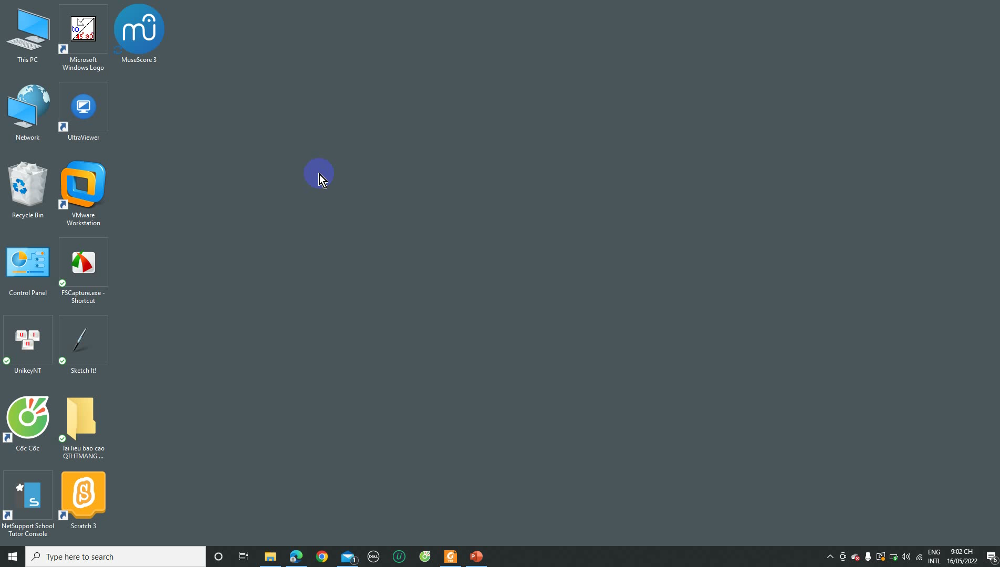 This PC
Microsoft
Windows Logo
MuseScore 3
Network
UltraViewer
Recycle Bin
VMware
Workstation
Control Panel
FSCapture.exe -
Shortcut
UnikeyNT
Sketch It!
Cốc Cốc
Tai lieu bao cao
QTHTMANG ...
NetSupport School
Tutor Console
Scratch 3
Type here to search
1
DELL
ENG
INTL
9:02 CH
16/05/2022
6